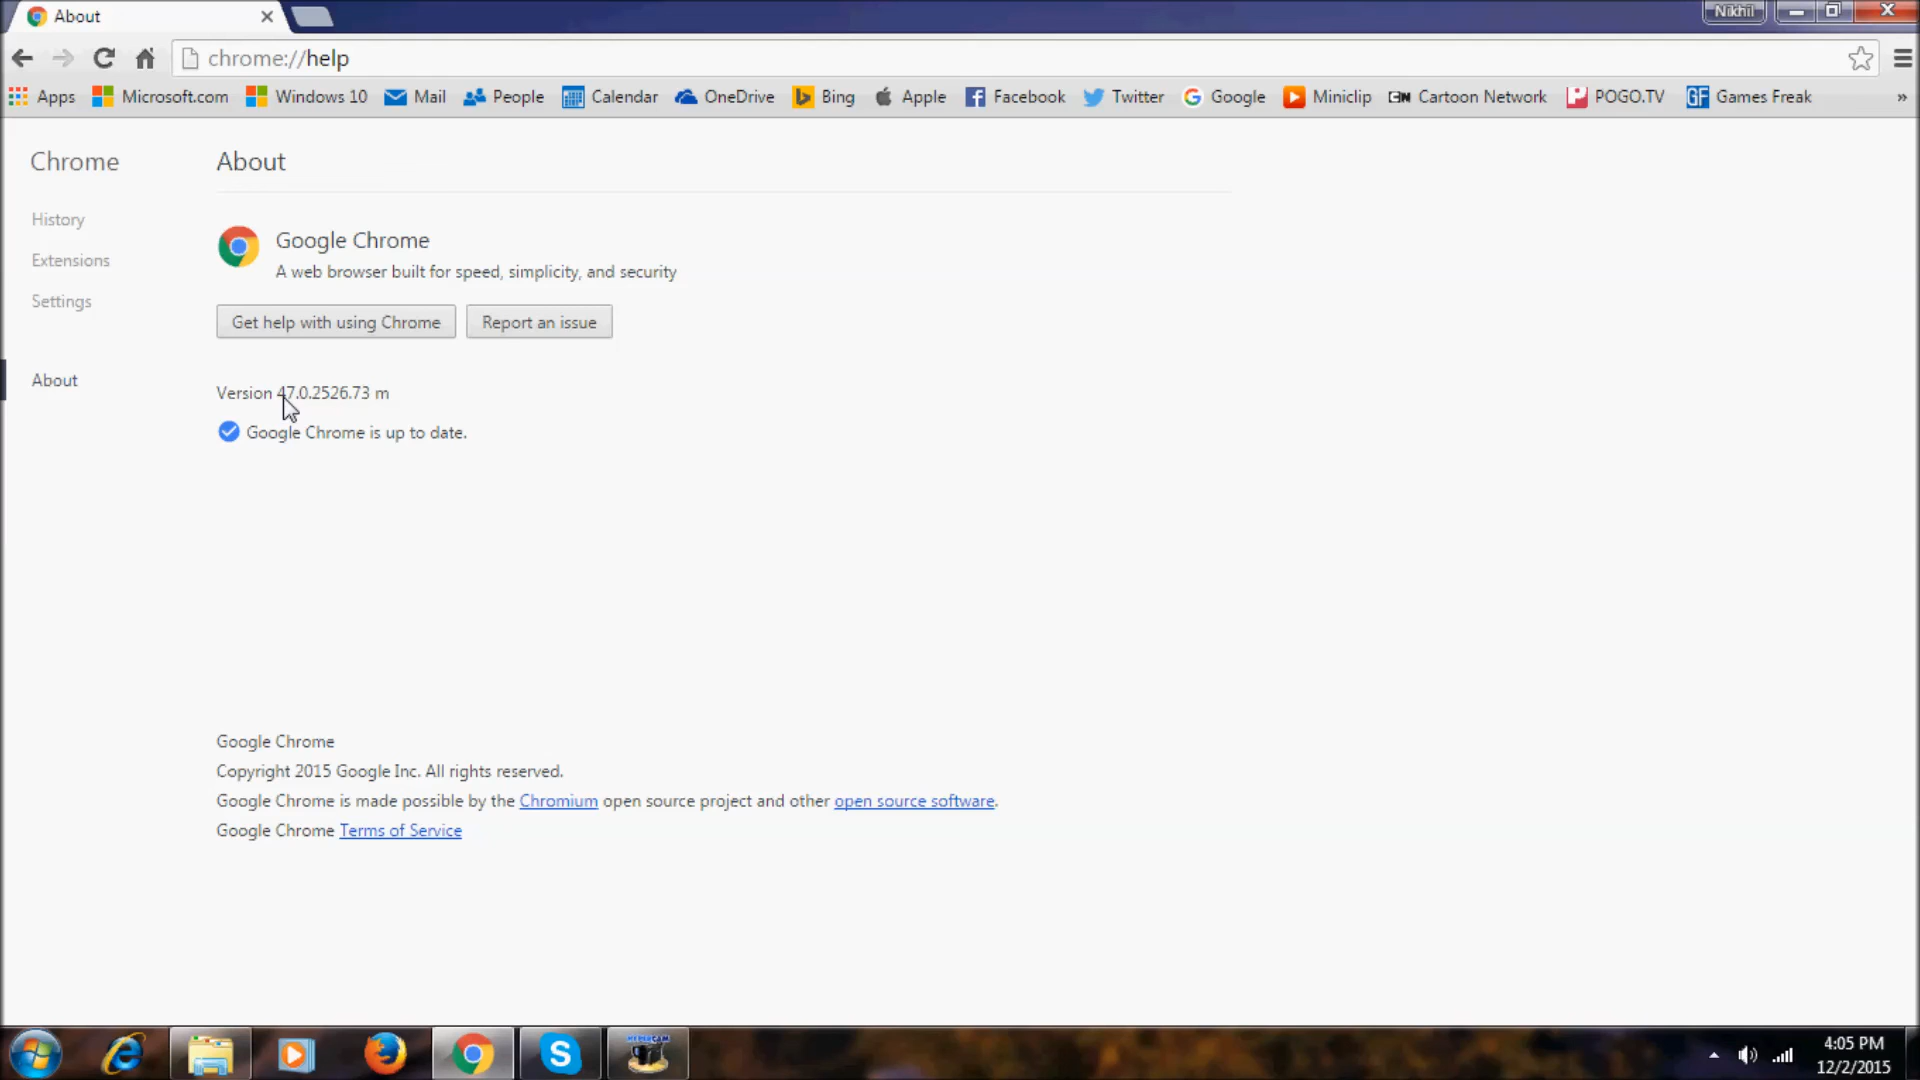 About
Nikhil
chrome://help
Apps Microsoft.com Windows 10 Mail People Calendar OneDrive Bing Apple Facebook Twitter Google Miniclip CN Cartoon Network POGO.TV GF Games Freak »
Chrome
About
History
Extensions
Settings
About
Google Chrome
A web browser built for speed, simplicity, and security
Get help with using Chrome
Report an issue
Version 47.0.2526.73 m
Google Chrome is up to date.
Google Chrome
Copyright 2015 Google Inc. All rights reserved.
Google Chrome is made possible by the Chromium open source project and other open source software.
Google Chrome Terms of Service
HYPERCAM
4:05 PM
12/2/2015